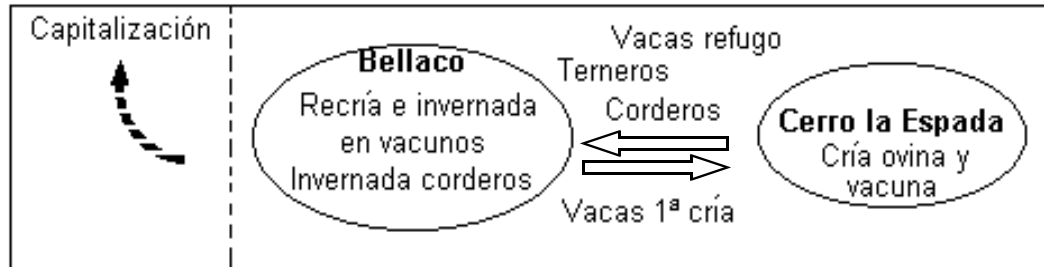 Capitalización
Bellaco
Recría e invernada
en vacunos
Invernada corderos
Vacas refugo
Terneros
Corderos
Vacas 1ª cría
Cerro la Espada
Cría ovina y
vacuna